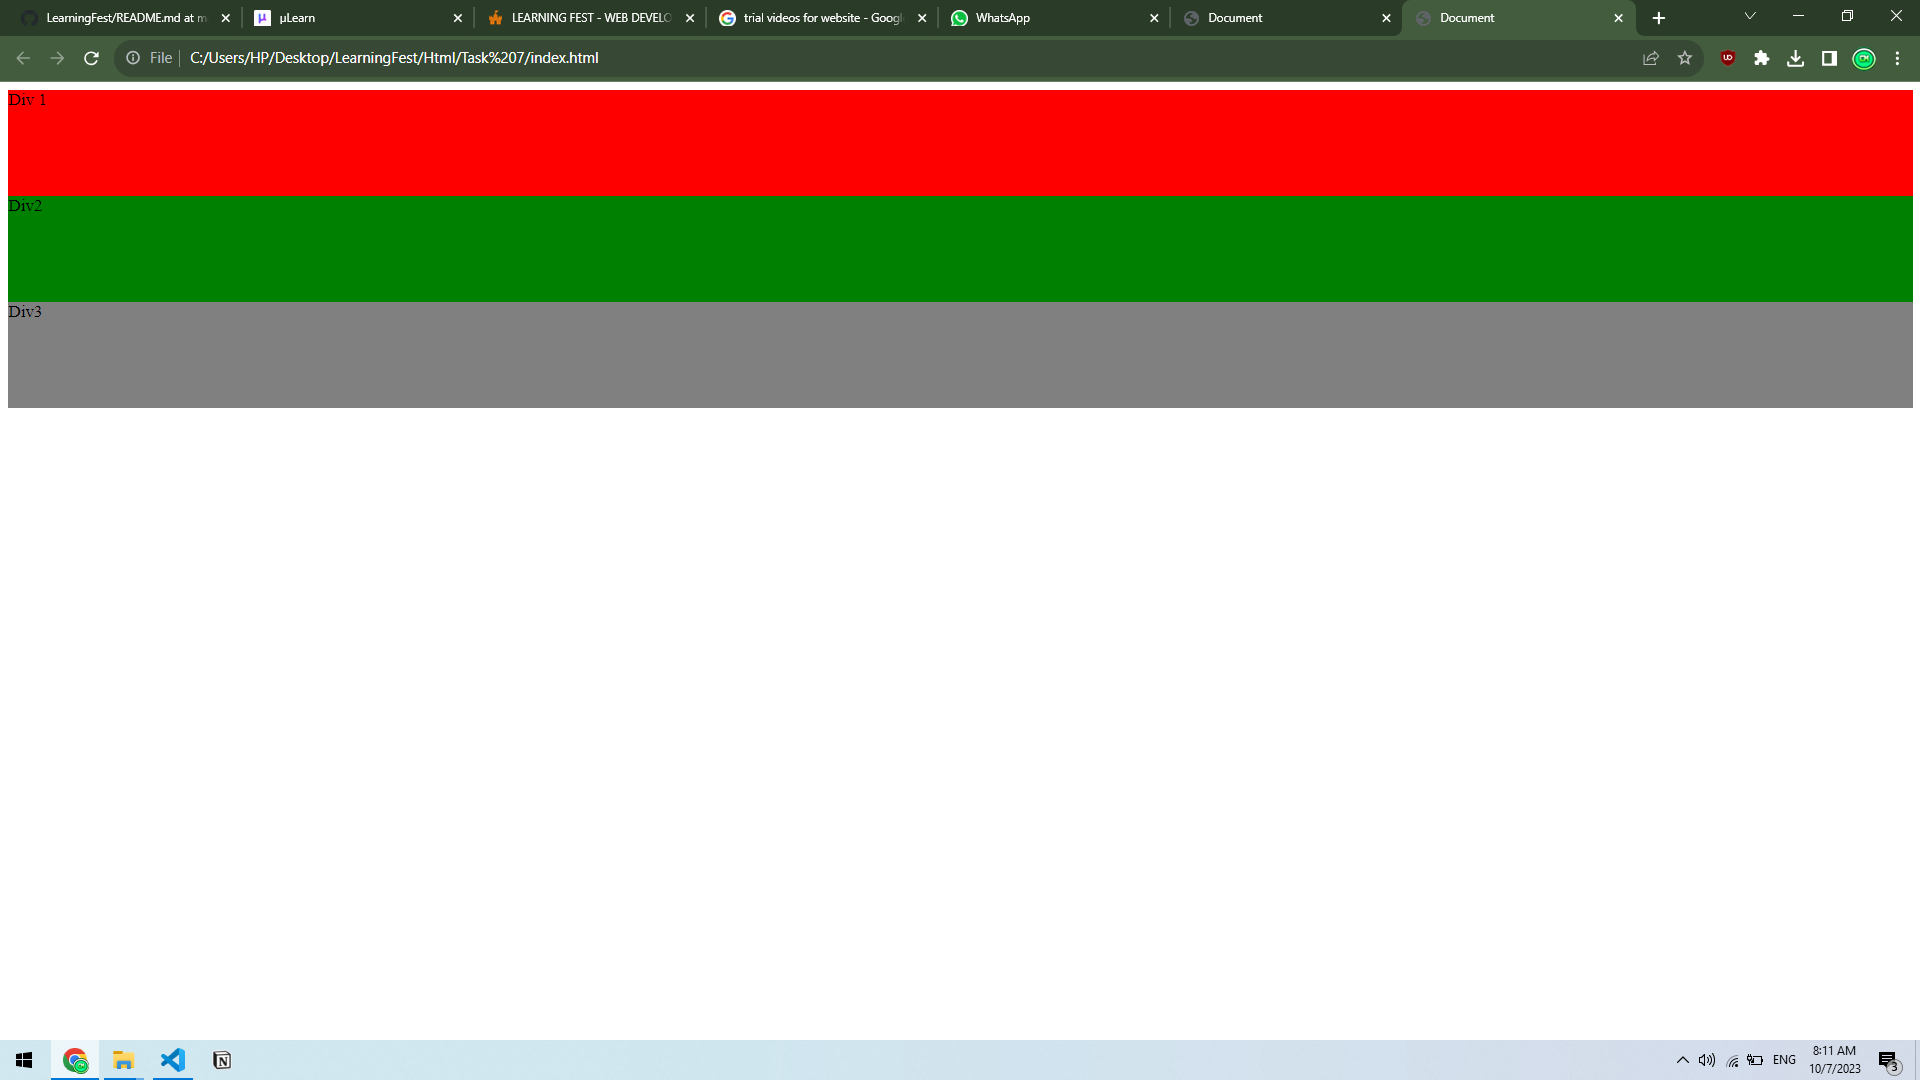 LearningFest/README.md at m
µLearn
LEARNING FEST - WEB DEVELO
trial videos for website - Googl
WhatsApp
Document
Document
File
C:/Users/HP/Desktop/LearningFest/Html/Task%207/index.html
Div 1
Div2
Div3
ENG
8:11 AM
10/7/2023
3